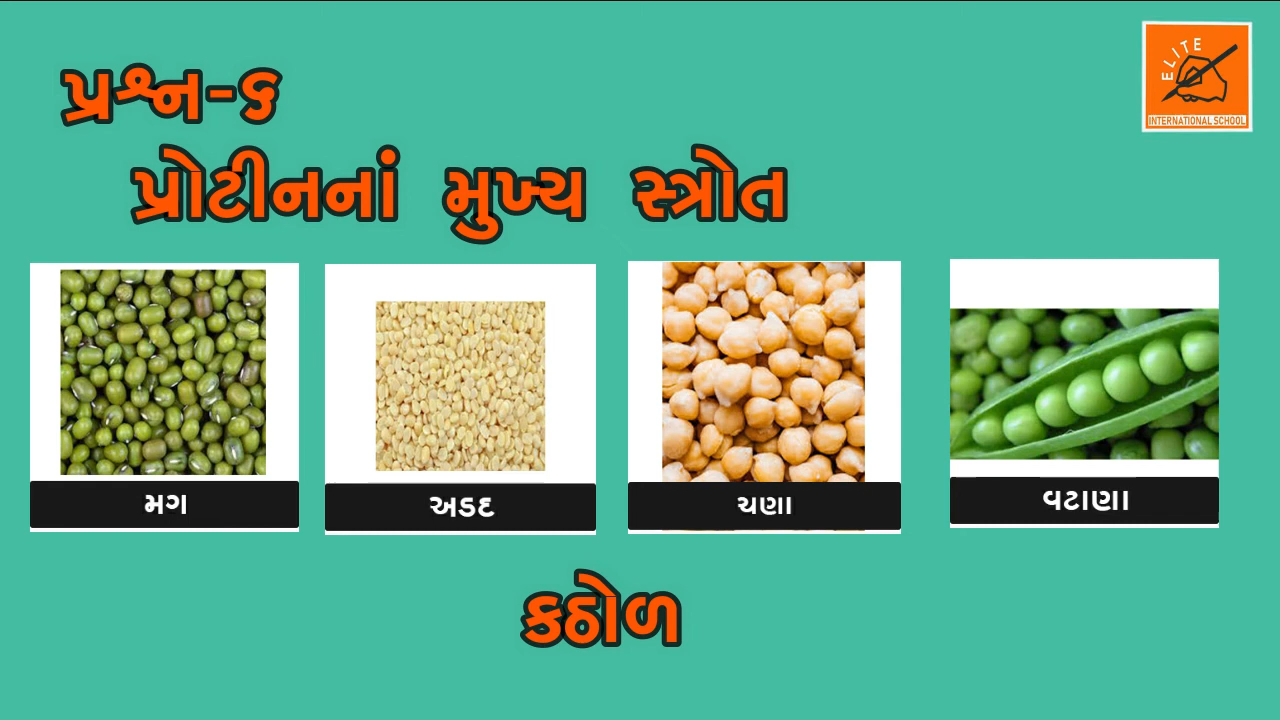 પ્રશ્ન-૬
પ્રોટીનનાં મુખ્ય સ્ત્રોત
ELITE
INTERNATIONAL SCHOOL
મગ
અડદ
ચણા
વટાણા
કઠોળ